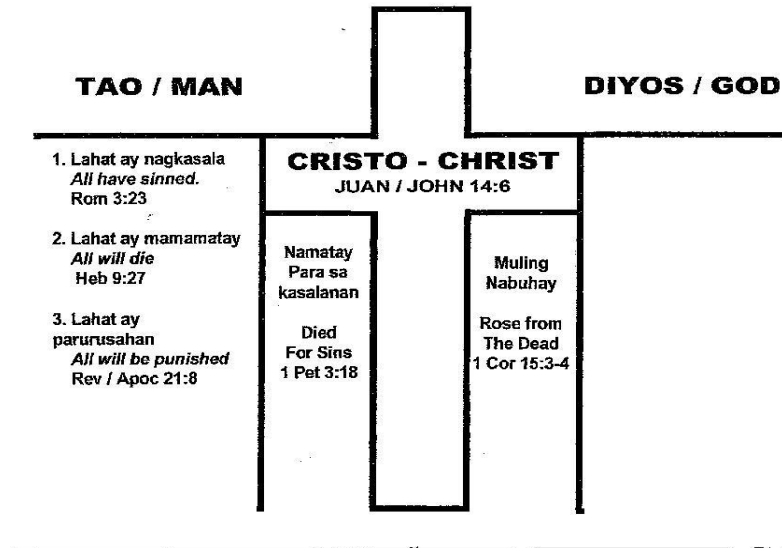 TAO / MAN
DIYOS / GOD
1. Lahat ay nagkasala
All have sinned.
Rom 3:23
2. Lahat ay mamamatay
All will die
Heb 9:27
3. Lahat ay
parurusahan
All will be punished
Rev / Apoc 21:8
CRISTO - CHRIST
JUAN / JOHN 14:6
Namatay
Para sa
kasalanan
Died
For Sins
1 Pet 3:18
Muling
Nabuhay
Rose from
The Dead
1 Cor 15:3-4